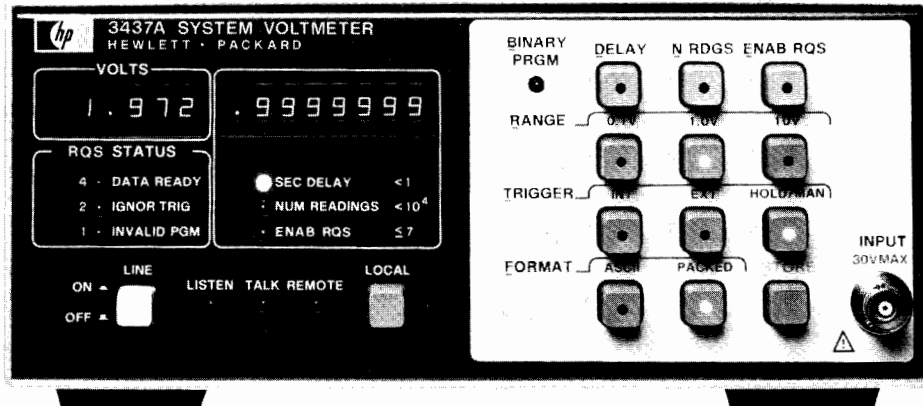 hp
3437A SYSTEM VOLTMETER
HEWLETT · PACKARD
VOLTS
1.972
.9999999
RQS STATUS
4 · DATA READY
2 · IGNOR TRIG
1 · INVALID PGM
SEC DELAY <1
NUM READINGS <10⁴
ENAB RQS ≤7
LINE
ON
OFF
LISTEN TALK REMOTE
LOCAL
BINARY PRGM
DELAY N RDGS ENAB RQS
RANGE 0.1V 1.0V 10V
TRIGGER INT EXT HOLD/MAN
FORMAT ASCII PACKED
INPUT
30VMAX